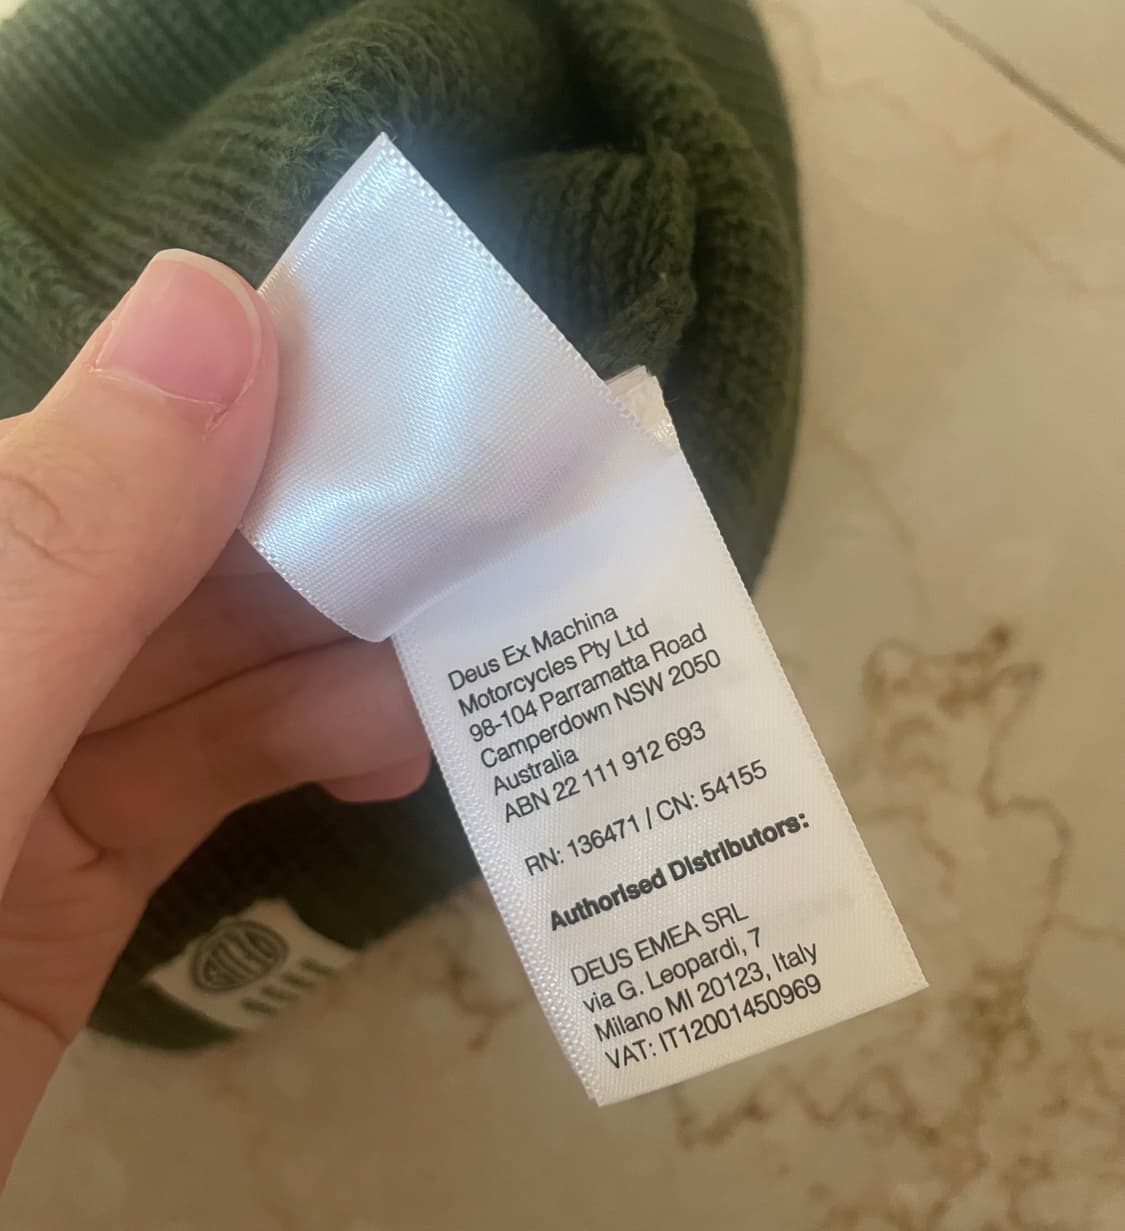 Deus Ex Machina
Motorcycles Pty Ltd
98-104 Parramatta Road
Camperdown NSW 2050
Australia
ABN 22 111 912 693
RN: 136471 / CN: 54155
Authorised Distributors:
DEUS EMEA SRL
via G. Leopardi, 7
Milano MI 20123, Italy
VAT: IT12001450969